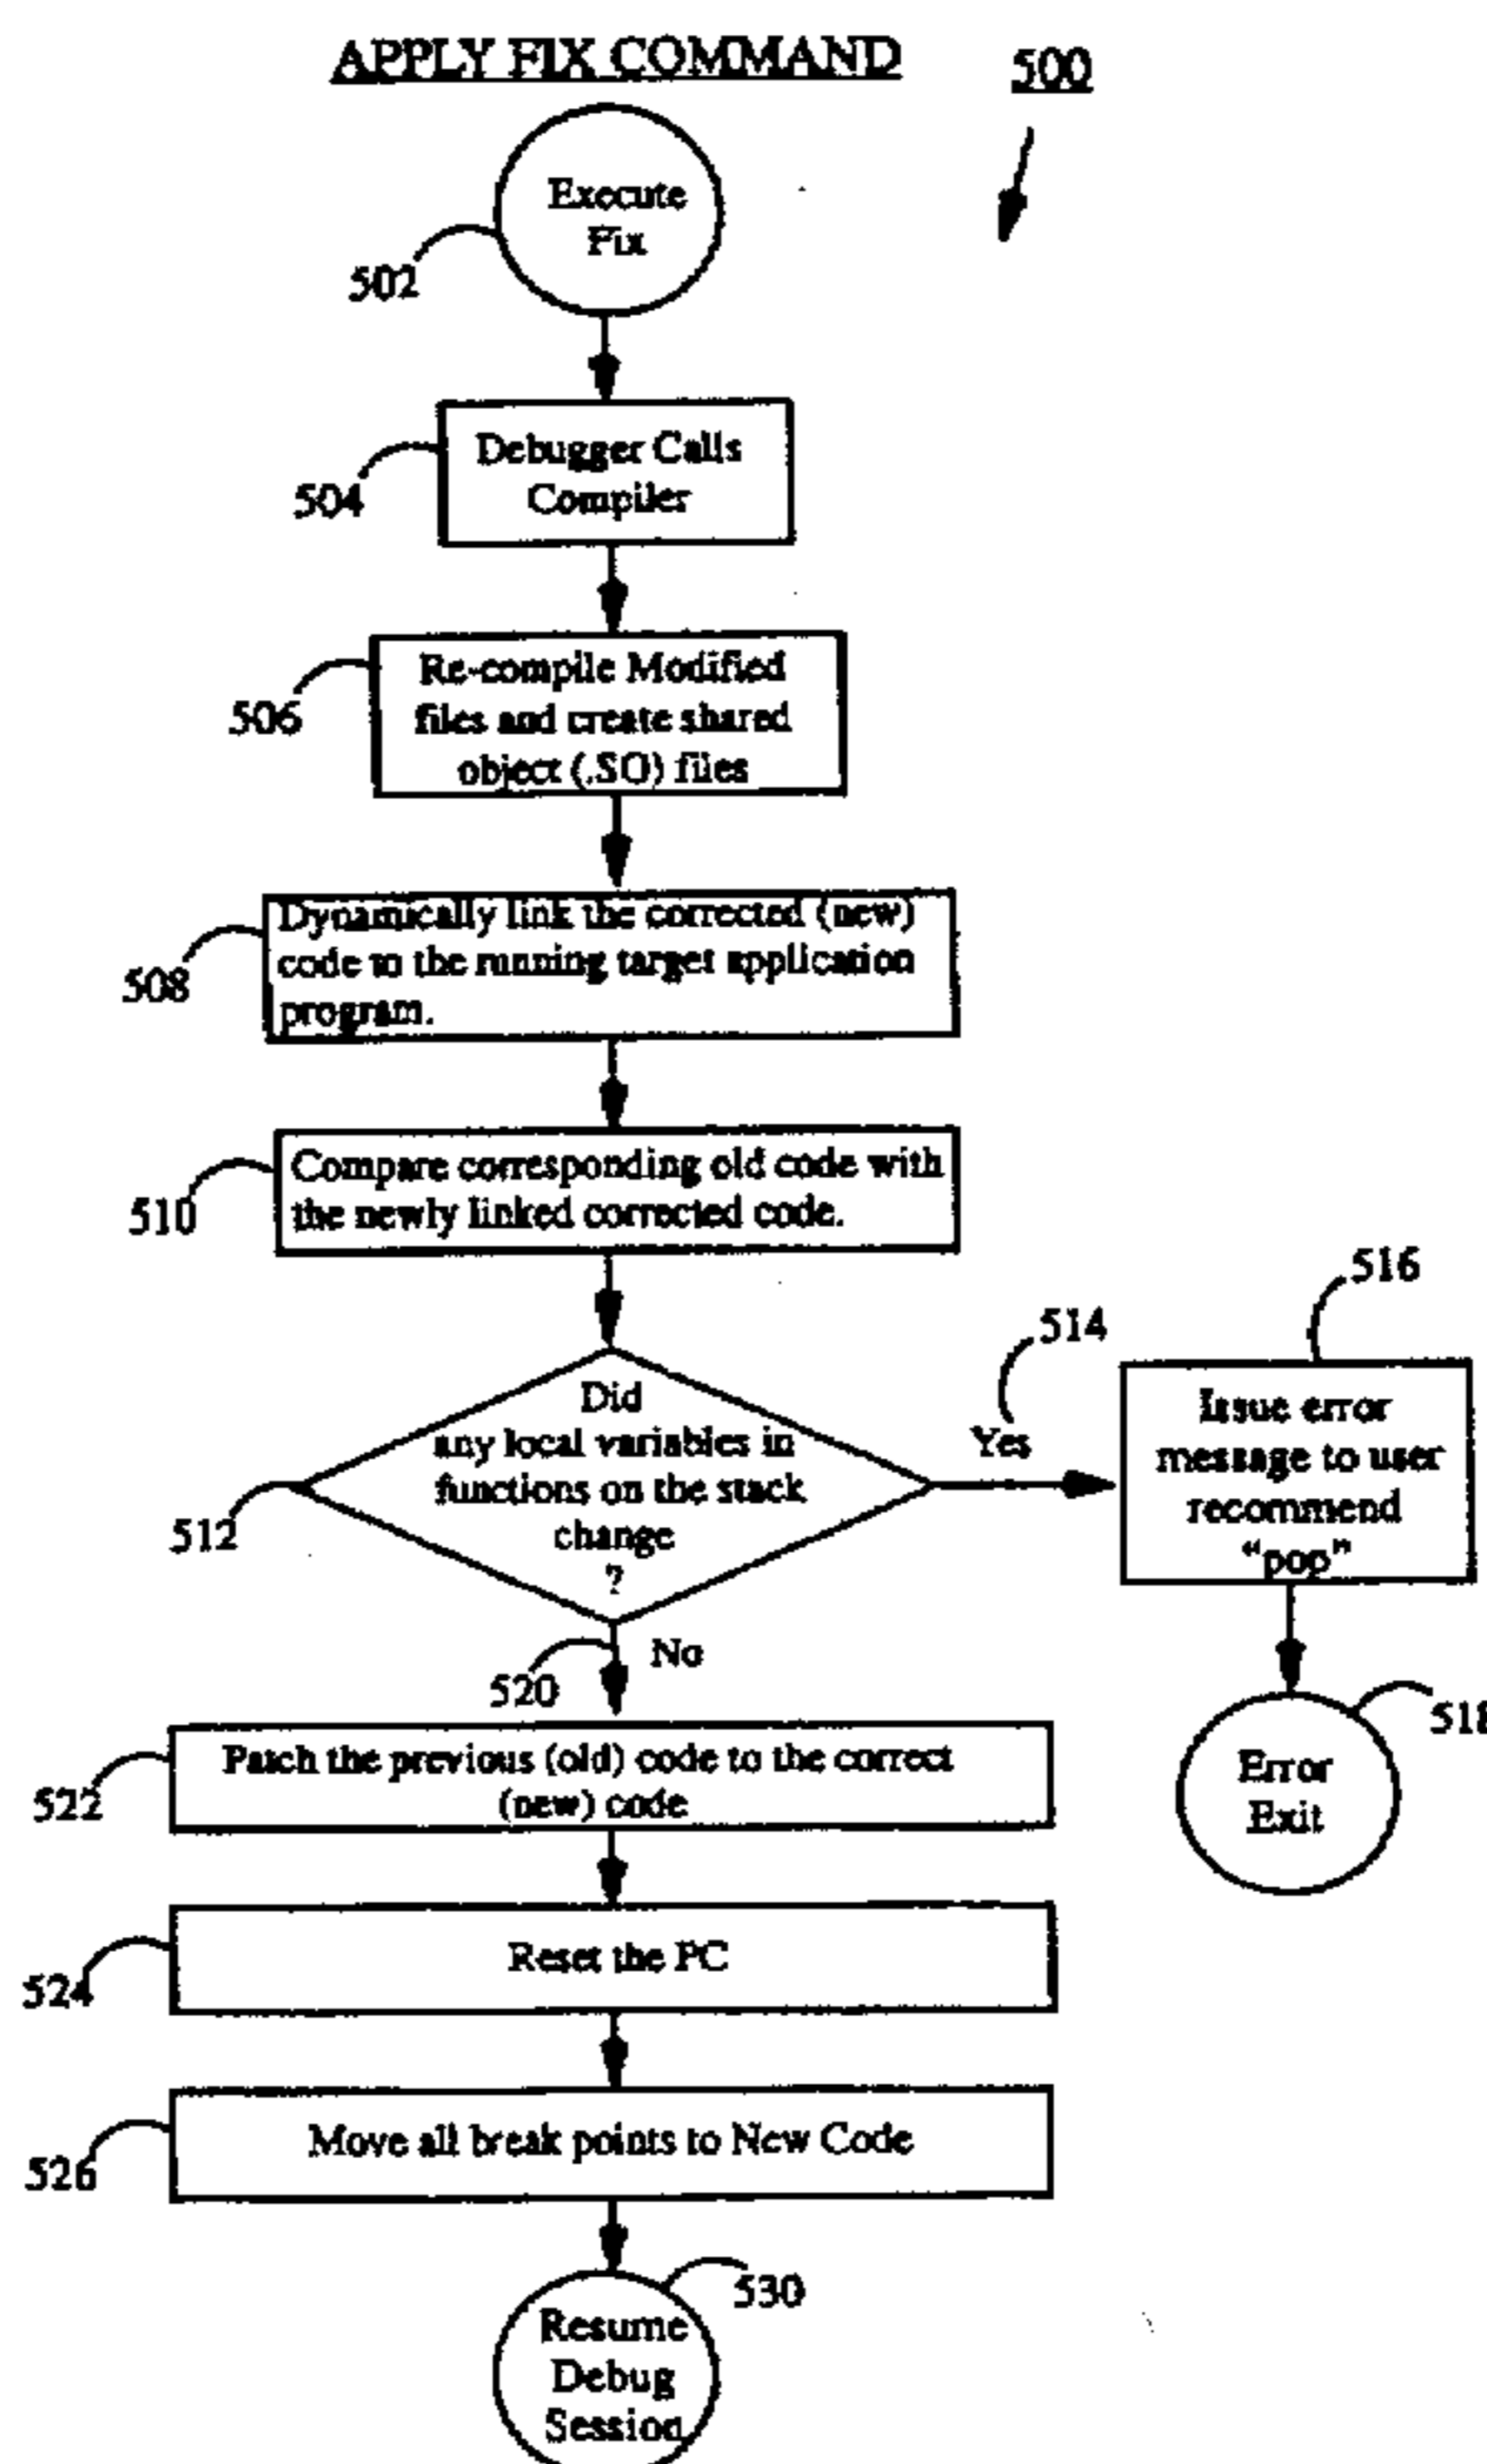 APPLY FIX COMMAND
500
Execute
Fix
502
Debugger Calls
Compiler
504
Re-compile Modified
files and create shared
object (.SO) files
506
Dynamically link the corrected (new)
code to the running target application
program.
508
Compare corresponding old code with
the newly linked corrected code.
510
Did
any local variables in
functions on the stack
change
?
512
514
Yes
516
Issue error
message to user
recommend
“pop”
518
Error
Exit
520
No
Patch the previous (old) code to the correct
(new) code
522
Reset the PC
524
Move all break points to New Code
526
530
Resume
Debug
Session